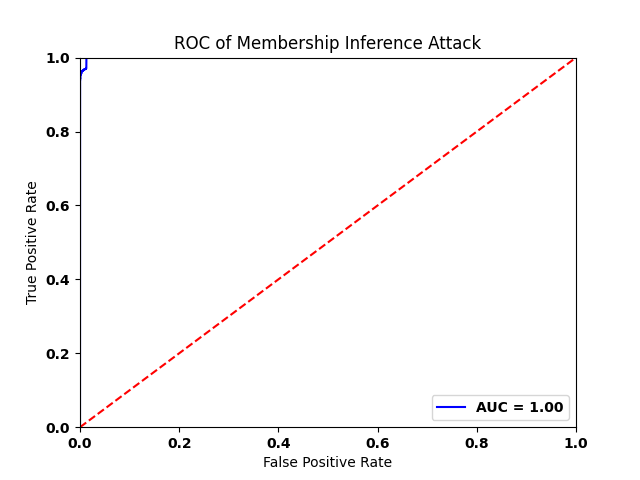 ROC of Membership Inference Attack
1.0
0.8
0.6
0.4
0.2
0.0
True Positive Rate
0.0 0.2 0.4 0.6 0.8 1.0
False Positive Rate
AUC = 1.00